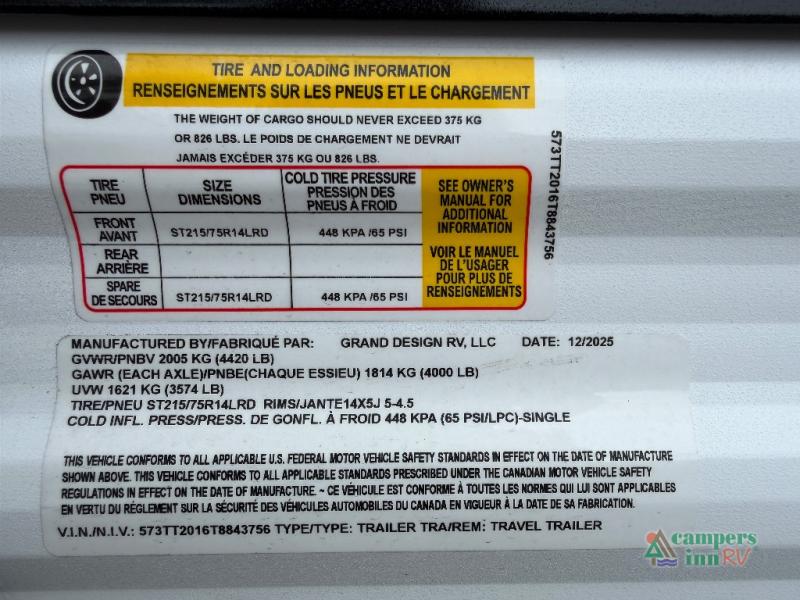 TIRE AND LOADING INFORMATION
RENSEIGNEMENTS SUR LES PNEUS ET LE CHARGEMENT
THE WEIGHT OF CARGO SHOULD NEVER EXCEED 375 KG
OR 826 LBS. LE POIDS DE CHARGEMENT NE DEVRAIT
JAMAIS EXCÉDER 375 KG OU 826 LBS.
TIRE
PNEU
SIZE
DIMENSIONS
COLD TIRE PRESSURE
PRESSION DES
PNEUS À FROID
FRONT
AVANT
ST215/75R14LRD
448 KPA /65 PSI
REAR
ARRIÈRE
SPARE
DE SECOURS
ST215/75R14LRD
448 KPA /65 PSI
SEE OWNER'S
MANUAL FOR
ADDITIONAL
INFORMATION
VOIR LE MANUEL
DE L'USAGER
POUR PLUS DE
RENSEIGNEMENTS
573TT2016T8843756
MANUFACTURED BY/FABRIQUÉ PAR: GRAND DESIGN RV, LLC DATE: 12/2025
GVWR/PNBV 2005 KG (4420 LB)
GAWR (EACH AXLE)/PNBE(CHAQUE ESSIEU) 1814 KG (4000 LB)
UVW 1621 KG (3574 LB)
TIRE/PNEU ST215/75R14LRD RIMS/JANTE14X5J 5-4.5
COLD INFL. PRESS/PRESS. DE GONFL. À FROID 448 KPA (65 PSI/LPC)-SINGLE
THIS VEHICLE CONFORMS TO ALL APPLICABLE U.S. FEDERAL MOTOR VEHICLE SAFETY STANDARDS IN EFFECT ON THE DATE OF MANUFACTURE
SHOWN ABOVE. THIS VEHICLE CONFORMS TO ALL APPLICABLE STANDARDS PRESCRIBED UNDER THE CANADIAN MOTOR VEHICLE SAFETY
REGULATIONS IN EFFECT ON THE DATE OF MANUFACTURE. ~ CE VÉHICULE EST CONFORME À TOUTES LES NORMES QUI LUI SONT APPLICABLES
EN VERTU DU RÉGLEMENT SUR LA SÉCURITÉ DES VÉHICULES AUTOMOBILES DU CANADA EN VIGUEUR À LA DATE DE SA FABRICATION.
V.I.N./N.I.V.: 573TT2016T8843756 TYPE/TYPE: TRAILER TRA/REM: TRAVEL TRAILER
campers
inn RV